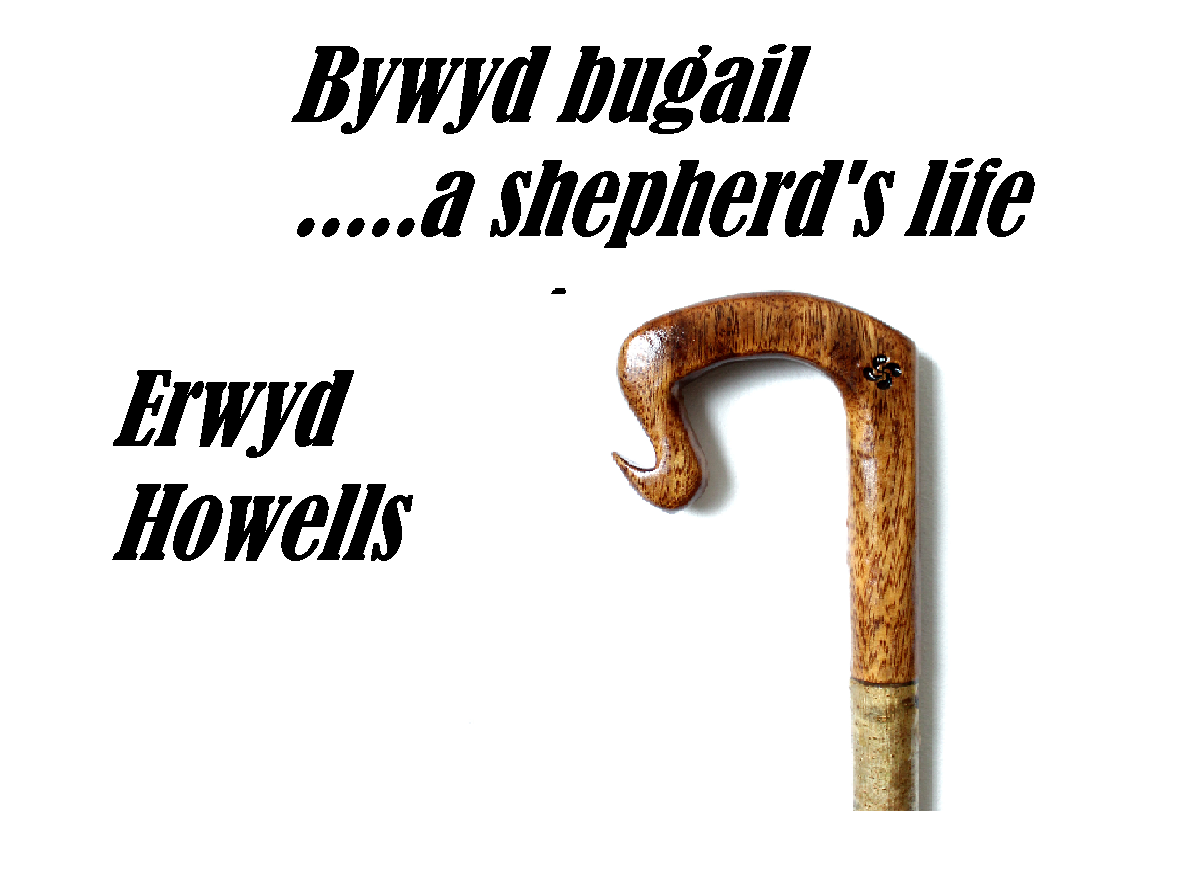 Bywyd bugail
.....a shepherd's life
-
Erwyd
Howells